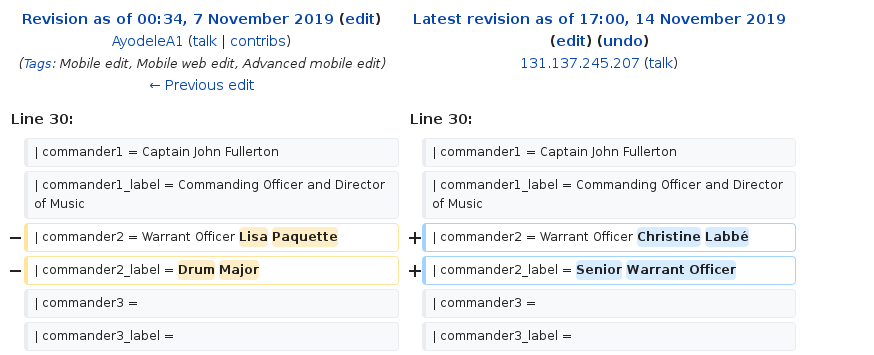 Revision as of 00:34, 7 November 2019 (edit)
AyodeleA1 (talk | contribs)
(Tags: Mobile edit, Mobile web edit, Advanced mobile edit)
← Previous edit
Latest revision as of 17:00, 14 November 2019
(edit) (undo)
131.137.245.207 (talk)
Line 30:
Line 30:
| commander1 = Captain John Fullerton
| commander1 = Captain John Fullerton
| commander1_label = Commanding Officer and Director
of Music
| commander1_label = Commanding Officer and Director
of Music
− | commander2 = Warrant Officer Lisa Paquette
+ | commander2 = Warrant Officer Christine Labbé
− | commander2_label = Drum Major
+ | commander2_label = Senior Warrant Officer
| commander3 =
| commander3 =
| commander3_label =
| commander3_label =